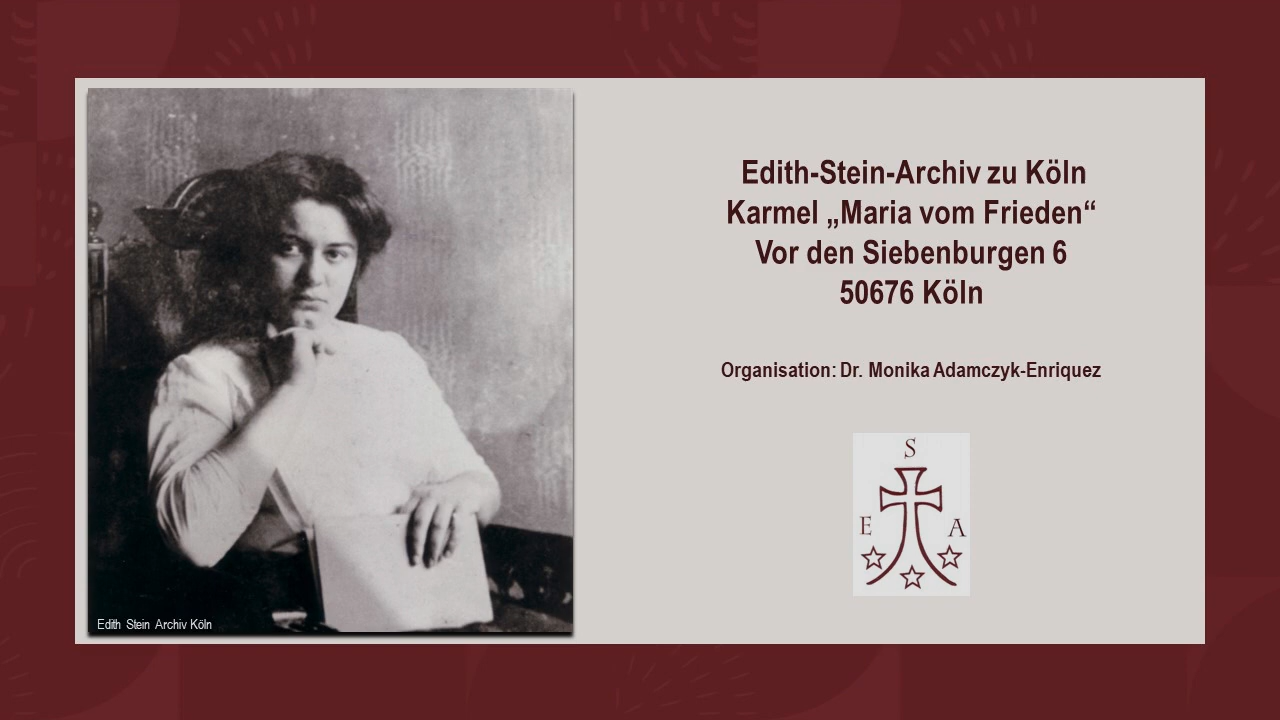 Edith-Stein-Archiv zu Köln
Karmel „Maria vom Frieden“
Vor den Siebenburgen 6
50676 Köln
Organisation: Dr. Monika Adamczyk-Enriquez
S
E A
Edith Stein Archiv Köln